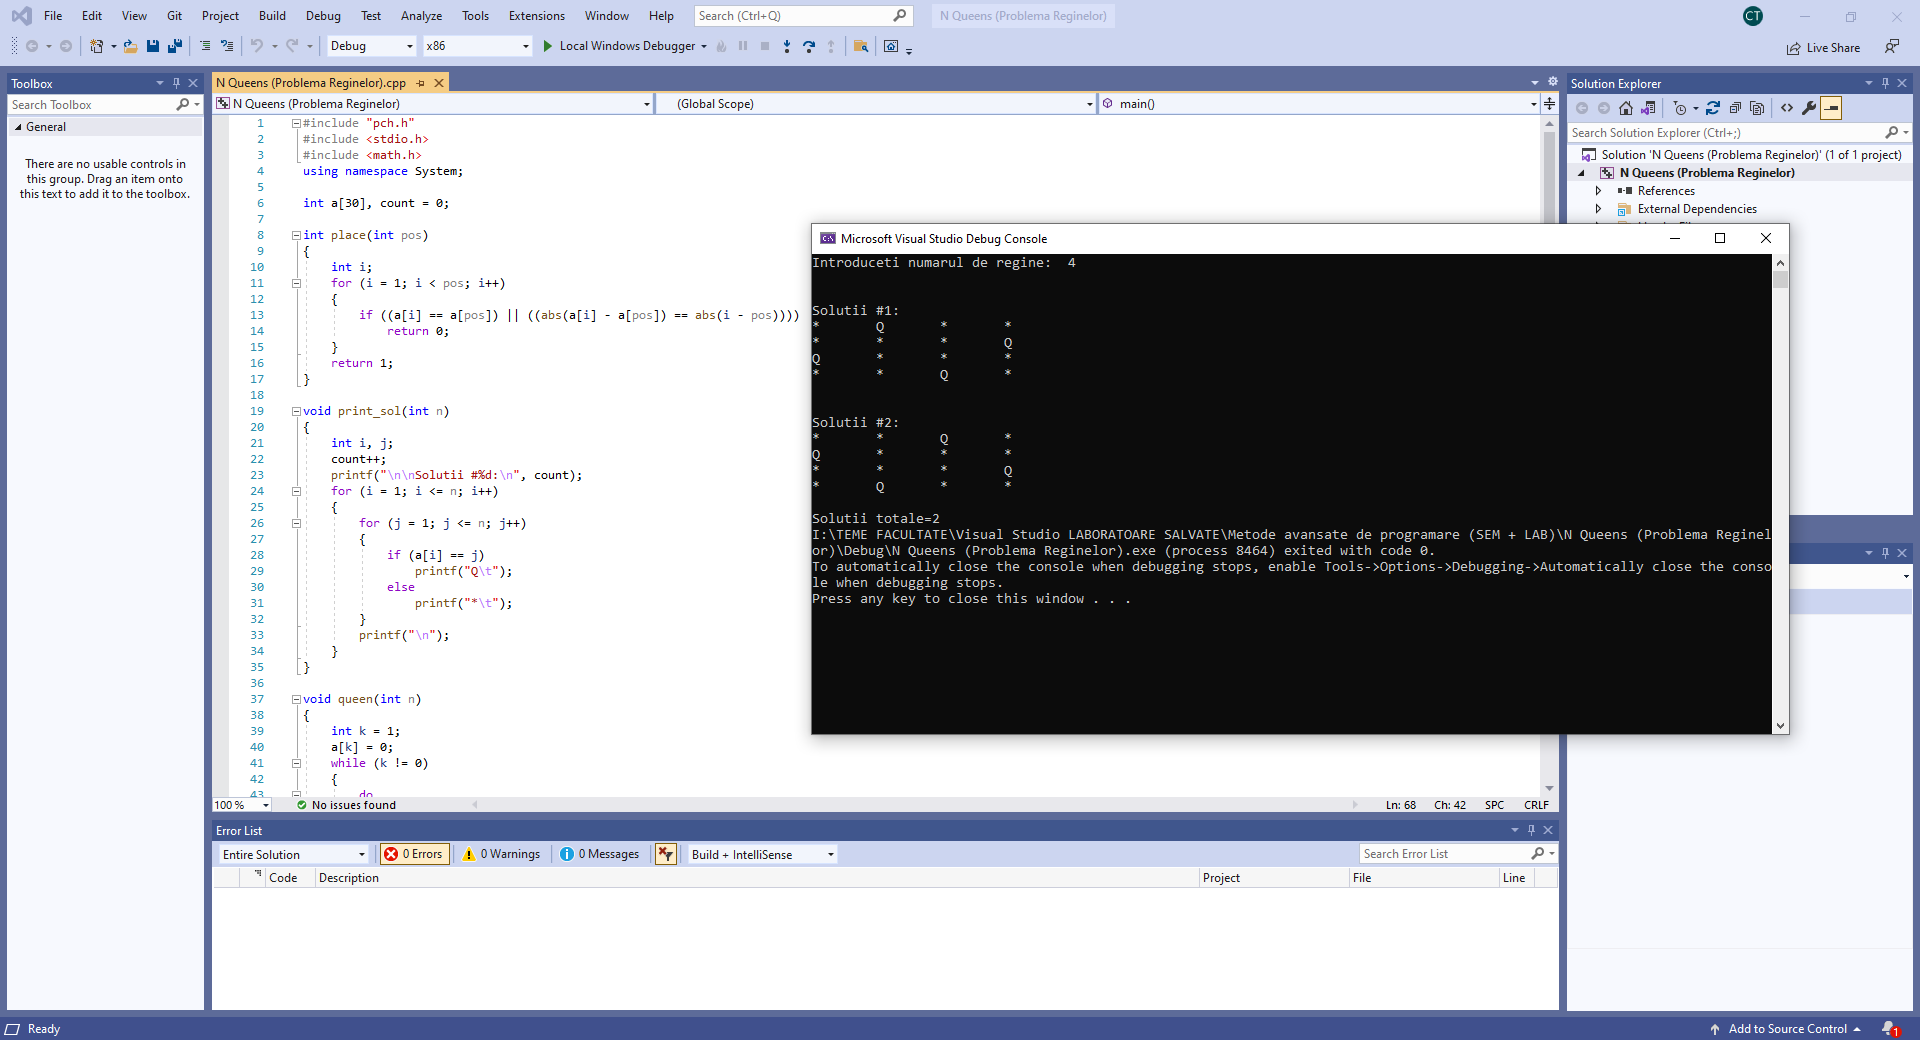 File Edit View Git Project Build Debug Test Analyze Tools Extensions Window Help Search (Ctrl+Q) N Queens (Problema Reginelor) CT
Debug x86 Local Windows Debugger Live Share
Toolbox
Search Toolbox
General
There are no usable controls in
this group. Drag an item onto
this text to add it to the toolbox.
N Queens (Problema Reginelor).cpp
N Queens (Problema Reginelor) (Global Scope) main()
1 #include "pch.h"
2 #include <stdio.h>
3 #include <math.h>
4 using namespace System;
5
6 int a[30], count = 0;
7
8 int place(int pos)
9 {
10 int i;
11 for (i = 1; i < pos; i++)
12 {
13 if ((a[i] == a[pos]) || ((abs(a[i] - a[pos]) == abs(i - pos))))
14 return 0;
15 }
16 return 1;
17 }
18
19 void print_sol(int n)
20 {
21 int i, j;
22 count++;
23 printf("\n\nSolutii #%d:\n", count);
24 for (i = 1; i <= n; i++)
25 {
26 for (j = 1; j <= n; j++)
27 {
28 if (a[i] == j)
29 printf("Q\t");
30 else
31 printf("*\t");
32 }
33 printf("\n");
34 }
35 }
36
37 void queen(int n)
38 {
39 int k = 1;
40 a[k] = 0;
41 while (k != 0)
42 {
43 do
100 % No issues found Ln: 68 Ch: 42 SPC CRLF
Microsoft Visual Studio Debug Console
Introduceti numarul de regine: 4
Solutii #1:
* Q * *
* * * Q
Q * * *
* * Q *
Solutii #2:
* * Q *
Q * * *
* * * Q
* Q * *
Solutii totale=2
I:\TEME FACULTATE\Visual Studio LABORATOARE SALVATE\Metode avansate de programare (SEM + LAB)\N Queens (Problema Reginel
or)\Debug\N Queens (Problema Reginelor).exe (process 8464) exited with code 0.
To automatically close the console when debugging stops, enable Tools->Options->Debugging->Automatically close the conso
le when debugging stops.
Press any key to close this window . . .
Solution Explorer
Search Solution Explorer (Ctrl+;)
Solution 'N Queens (Problema Reginelor)' (1 of 1 project)
N Queens (Problema Reginelor)
References
External Dependencies
Error List
Entire Solution 0 Errors 0 Warnings 0 Messages Build + IntelliSense Search Error List
Code Description Project File Line
Ready Add to Source Control 1